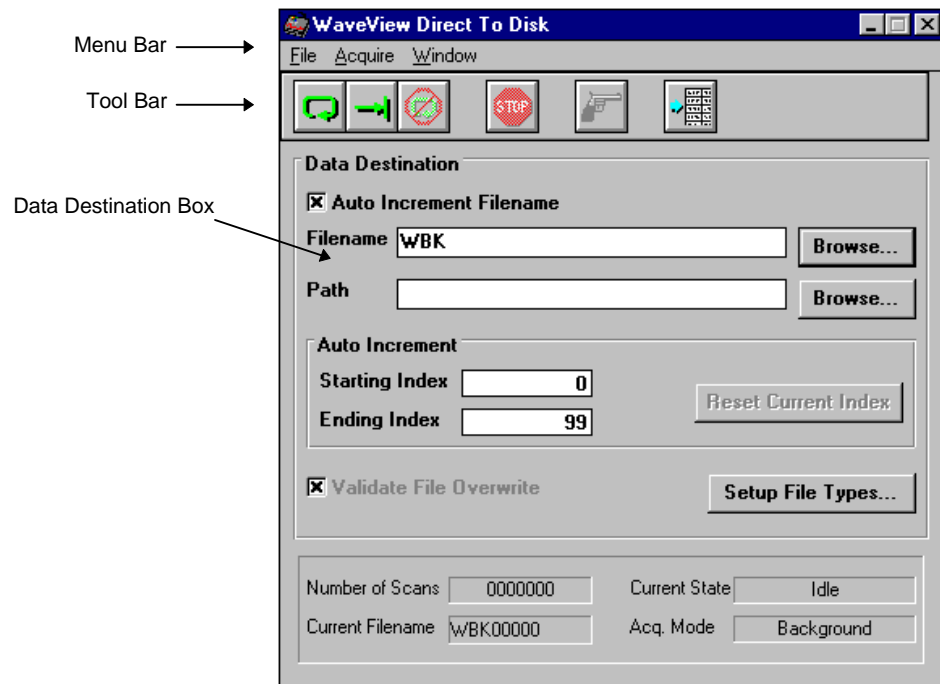 WaveView Direct To Disk
Menu Bar
File Acquire Window
Tool Bar
STOP
Data Destination
Auto Increment Filename
Data Destination Box
Filename WBK Browse...
Path Browse...
Auto Increment
Starting Index 0
Reset Current Index
Ending Index 99
Validate File Overwrite Setup File Types...
Number of Scans 0000000 Current State Idle
Current Filename WBK00000 Acq. Mode Background